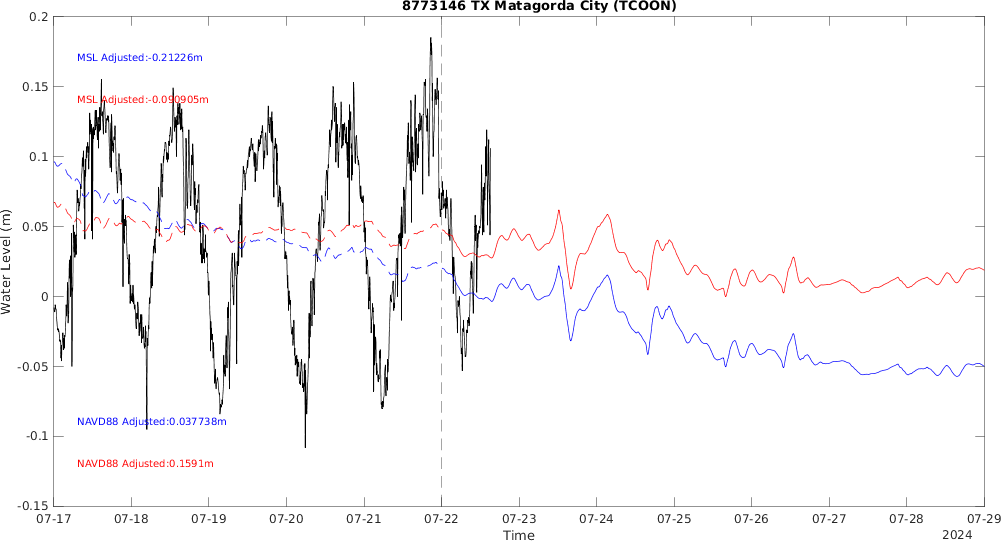 8773146 TX Matagorda City (TCOON)
0.2
MSL Adjusted:-0.21226m
0.15
MSL Adjusted:-0.090905m
0.1
0.05
Water Level (m)
0
-0.05
NAVD88 Adjusted:0.037738m
-0.1
NAVD88 Adjusted:0.1591m
-0.15
07-17 07-18 07-19 07-20 07-21 07-22 07-23 07-24 07-25 07-26 07-27 07-28 07-29
Time 2024